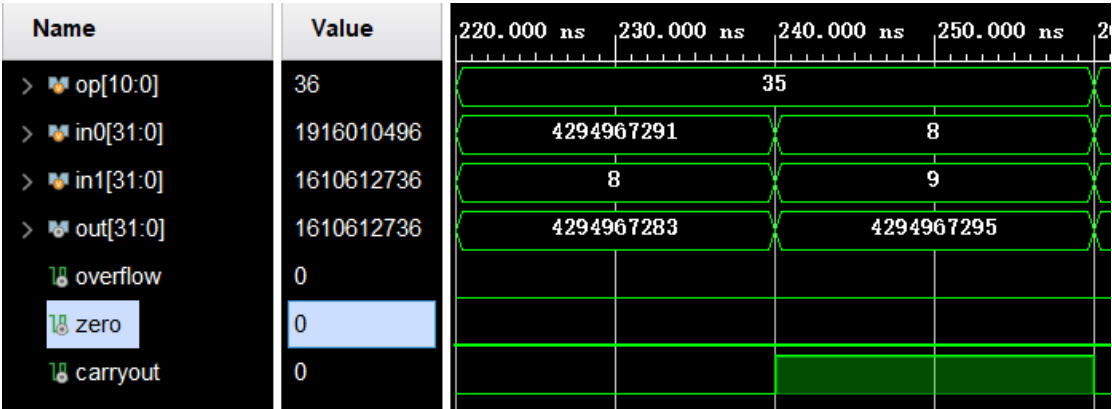 Name Value 220.000 ns 230.000 ns 240.000 ns 250.000 ns
op[10:0] 36 35
in0[31:0] 1916010496 4294967291 8
in1[31:0] 1610612736 8 9
out[31:0] 1610612736 4294967283 4294967295
overflow 0
zero 0
carryout 0